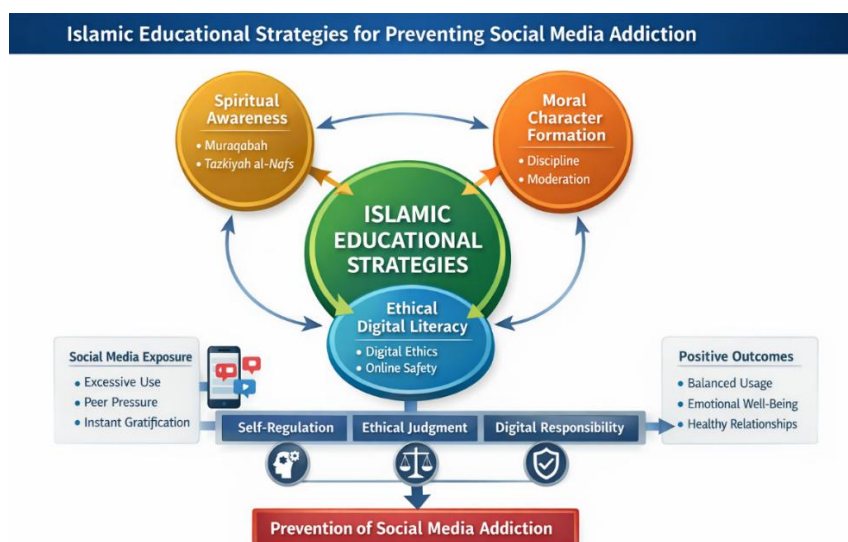 Islamic Educational Strategies for Preventing Social Media Addiction
Spiritual
Awareness
• Muraqabah
• Tazkiyah al-Nafs
Moral
Character
Formation
• Discipline
• Moderation
ISLAMIC
EDUCATIONAL
STRATEGIES
Ethical
Digital Literacy
• Digital Ethics
• Online Safety
Social Media Exposure
• Excessive Use
• Peer Pressure
• Instant Gratification
Positive Outcomes
• Balanced Usage
• Emotional Well-Being
• Healthy Relationships
Self-Regulation
Ethical Judgment
Digital Responsibility
Prevention of Social Media Addiction